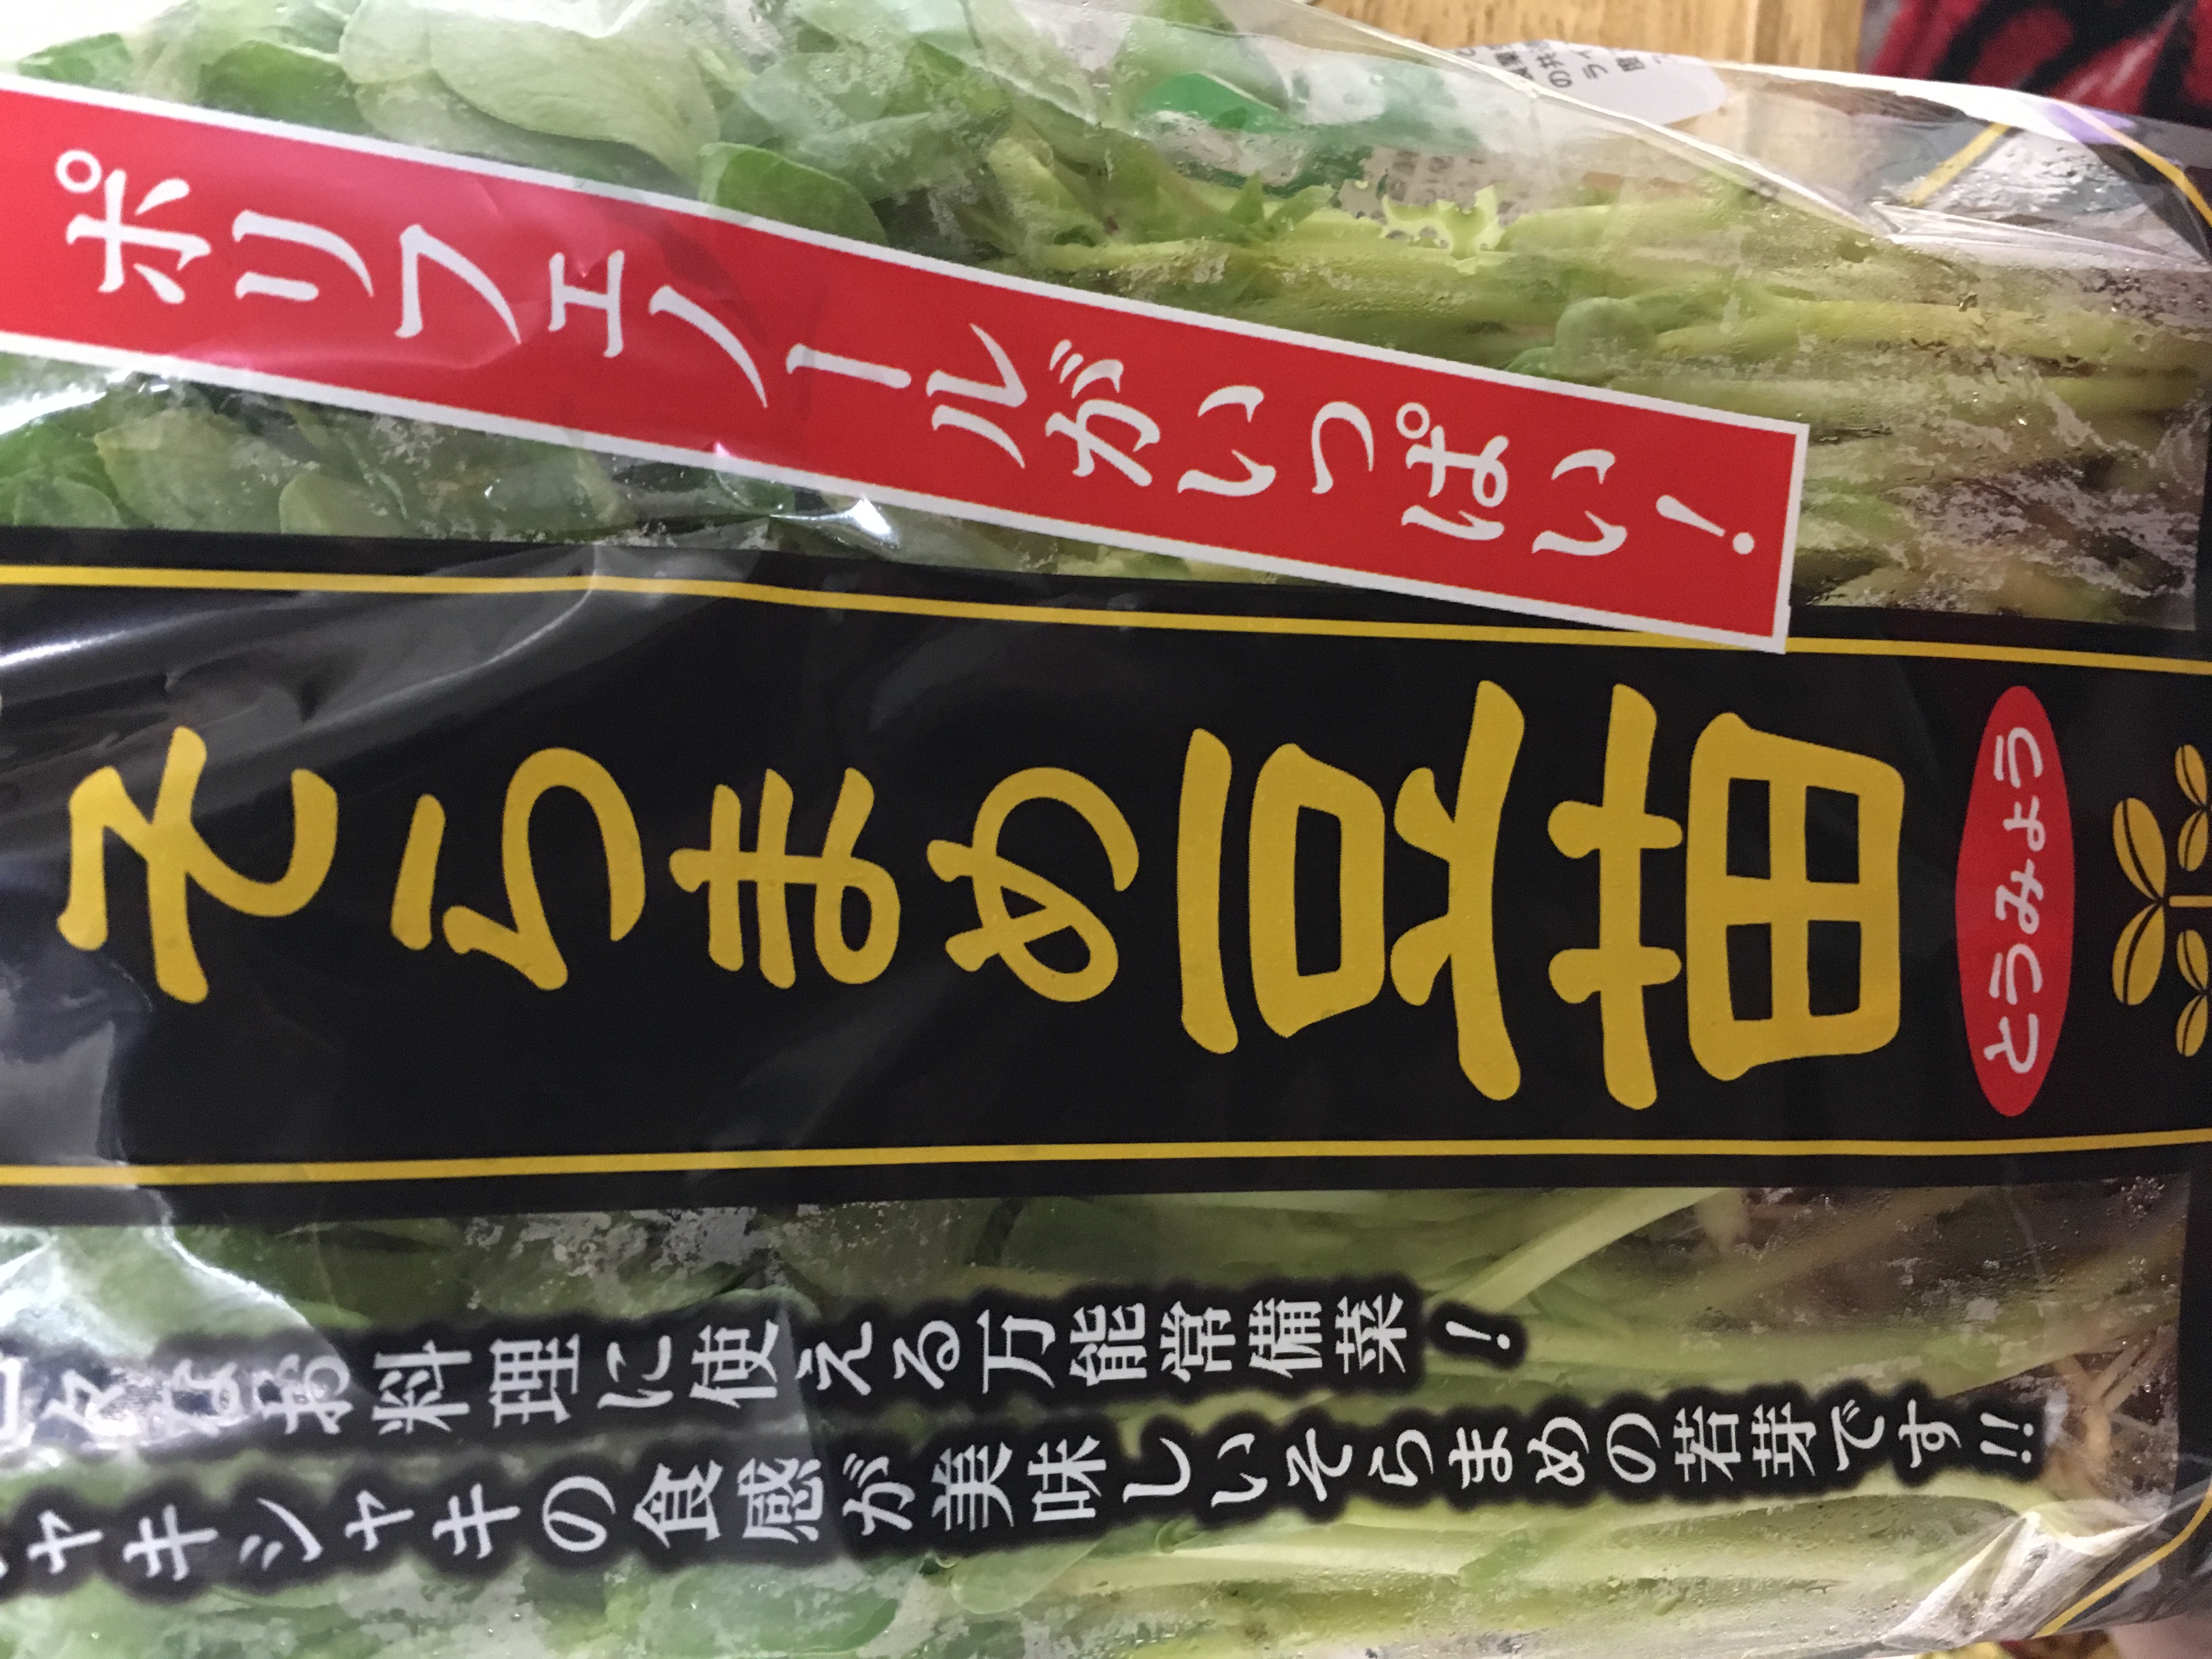 ポリフェノールがいっぱい！
そらまめ豆苗
とうみょう
々なお料理に使える万能常備菜！
ャキシャキの食感が美味しいそらまめの若芽です!!